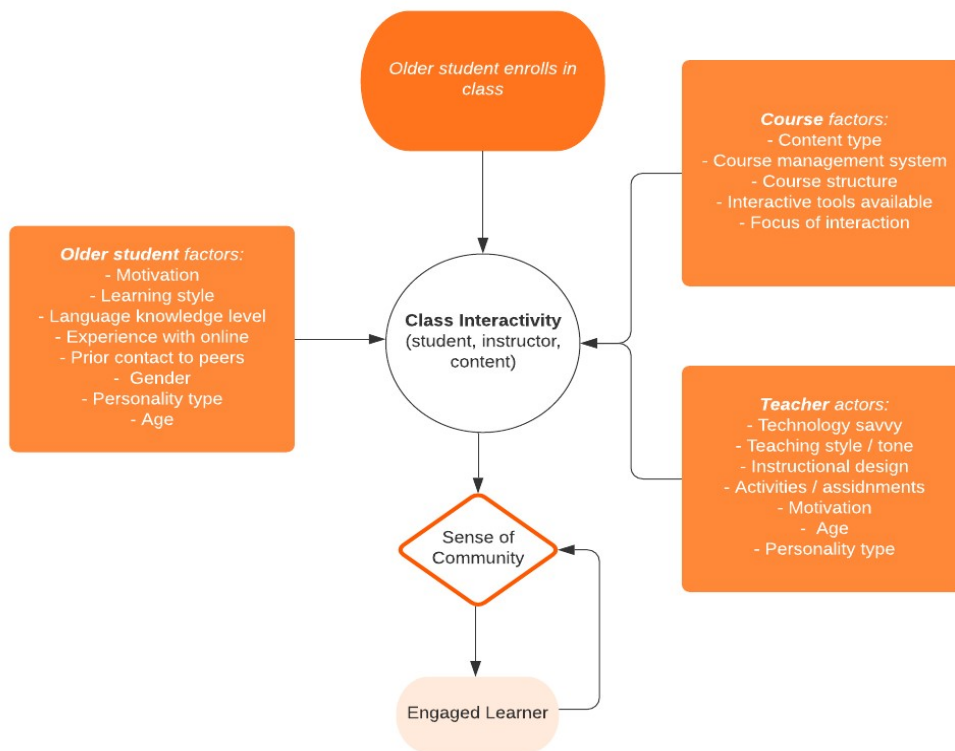 Older student enrolls in
class
Course factors:
- Content type
- Course management system
- Course structure
- Interactive tools available
- Focus of interaction
Older student factors:
- Motivation
- Learning style
- Language knowledge level
- Experience with online
- Prior contact to peers
- Gender
- Personality type
- Age
Class Interactivity
(student, instructor,
content)
Teacher actors:
- Technology savvy
- Teaching style / tone
- Instructional design
- Activities / assidnments
- Motivation
- Age
- Personality type
Sense of
Community
Engaged Learner